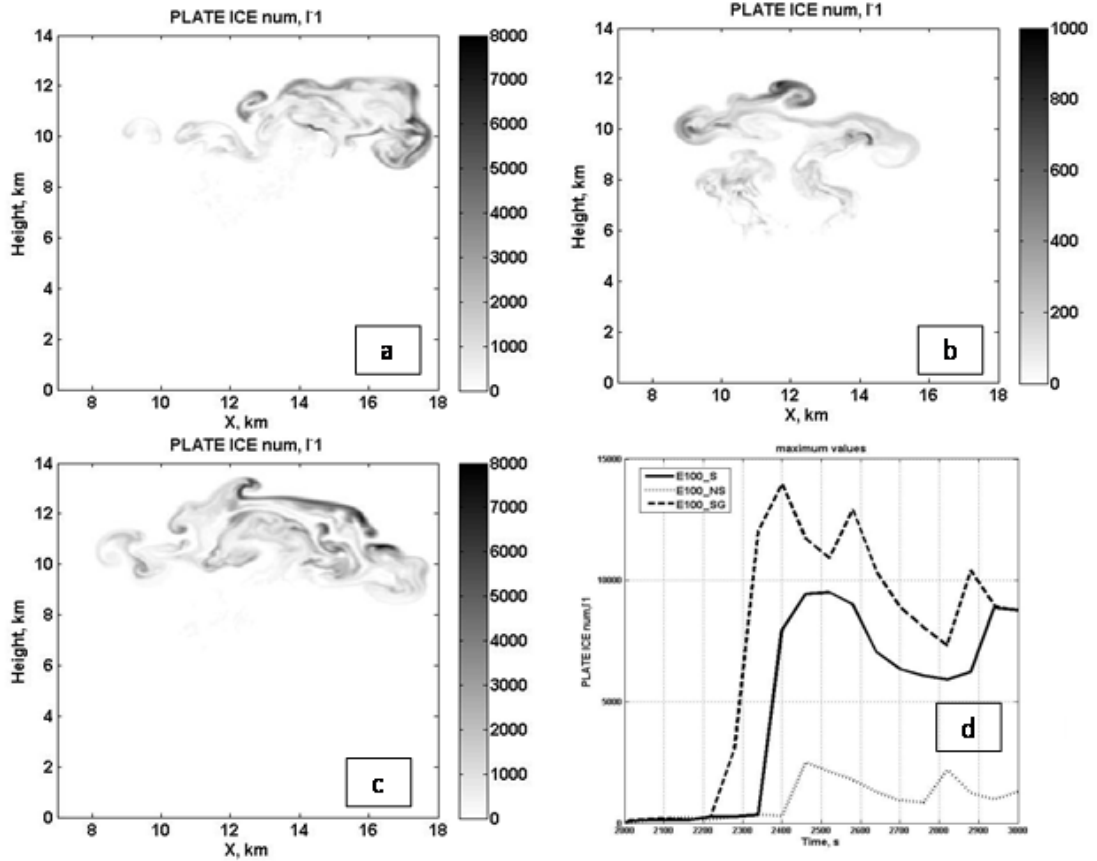 PLATE ICE num, l¯1
14
12
10
8
6
4
2
0
Height, km
8 10 12 14 16 18
X, km
8000
7000
6000
5000
4000
3000
2000
1000
0
a
PLATE ICE num, l¯1
14
12
10
8
6
4
2
0
Height, km
8 10 12 14 16 18
X, km
1000
800
600
400
200
0
b
PLATE ICE num, l¯1
14
12
10
8
6
4
2
0
Height, km
8 10 12 14 16 18
X, km
8000
7000
6000
5000
4000
3000
2000
1000
0
c
maximum values
E100_S
E100_NS
E100_SG
15000
10000
5000
0
PLATE ICE num,l¯1
2000 2100 2200 2300 2400 2500 2600 2700 2800 2900 3000
Time, s
d